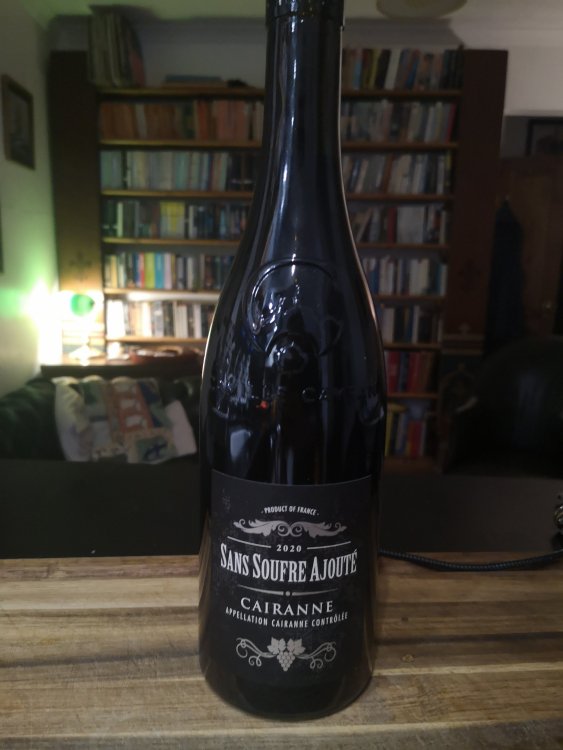 - PRODUCT OF FRANCE -
2020
SANS SOUFRE AJOUTÉ
CAIRANNE
APPELLATION CAIRANNE CONTRÔLÉE